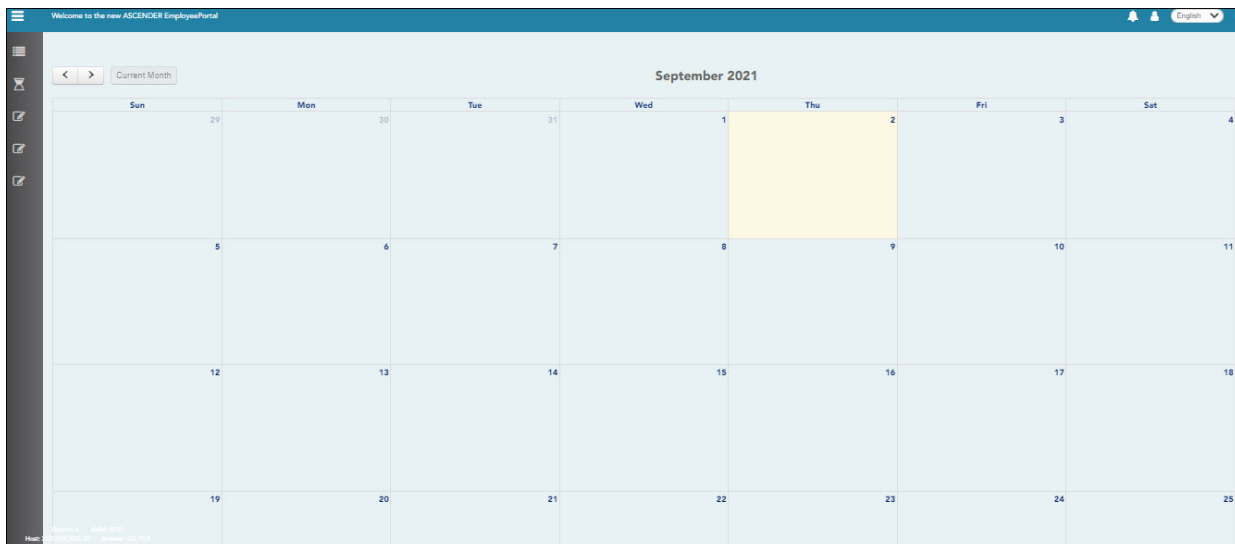 Welcome to the new ASCENDER EmployeePortal English
Current Month September 2021
Sun Mon Tue Wed Thu Fri Sat
29 30 31 1 2 3 4
5 6 7 8 9 10 11
12 13 14 15 16 17 18
19 20 21 22 23 24 25
Host: